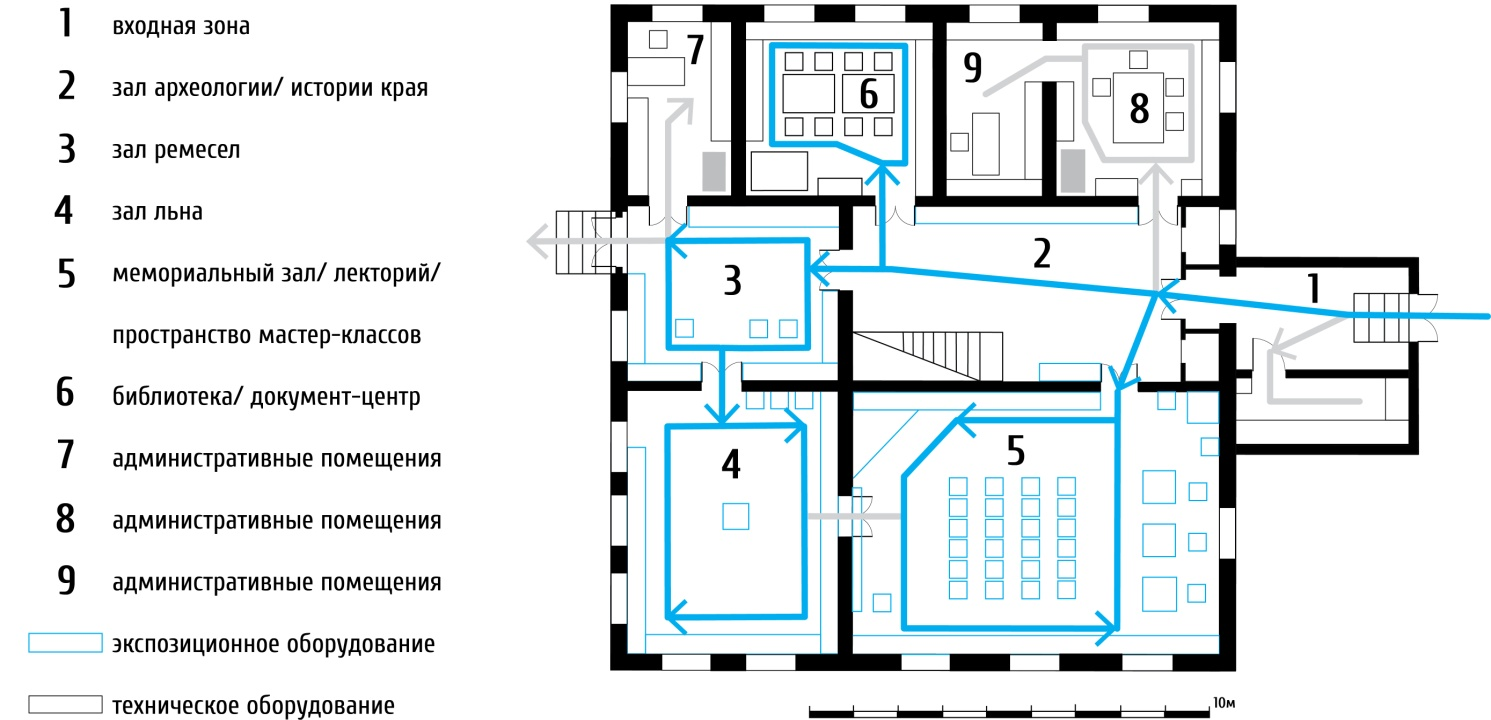 1 входная зона
2 зал археологии/ истории края
3 зал ремесел
4 зал льна
5 мемориальный зал/ лекторий/
пространство мастер-классов
6 библиотека/ документ-центр
7 административные помещения
8 административные помещения
9 административные помещения
экспозиционное оборудование
техническое оборудование
7
6
9
8
2
3
1
4
5
10м